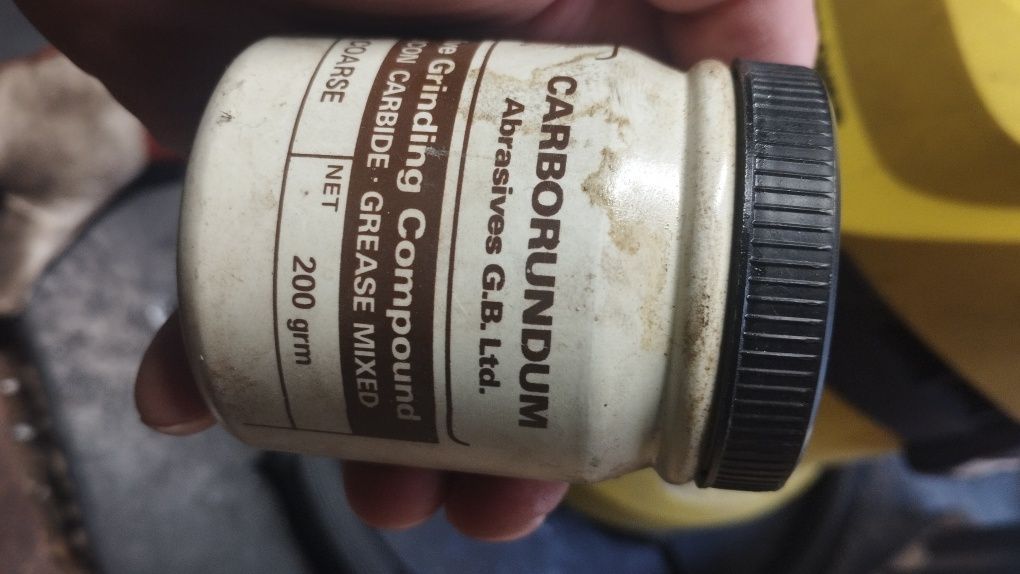 CARBORUNDUM
Abrasives G.B. Ltd.
Grinding Compound
CARBIDE · GREASE MIXED
COARSE
NET
200 grm